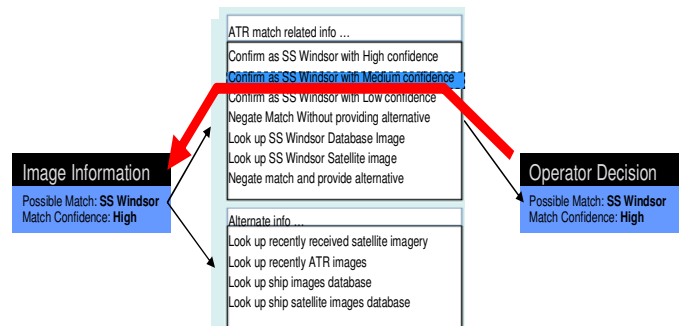 ATR match related info ...
Confirm as SS Windsor with High confidence
Confirm as SS Windsor with Medium confidence
Confirm as SS Windsor with Low confidence
Negate Match Without providing alternative
Look up SS Windsor Database Image
Look up SS Windsor Satellite image
Negate match and provide alternative
Image Information
Possible Match: SS Windsor
Match Confidence: High
Operator Decision
Possible Match: SS Windsor
Match Confidence: High
Alternate info ...
Look up recently received satellite imagery
Look up recently ATR images
Look up ship images database
Look up ship satellite images database